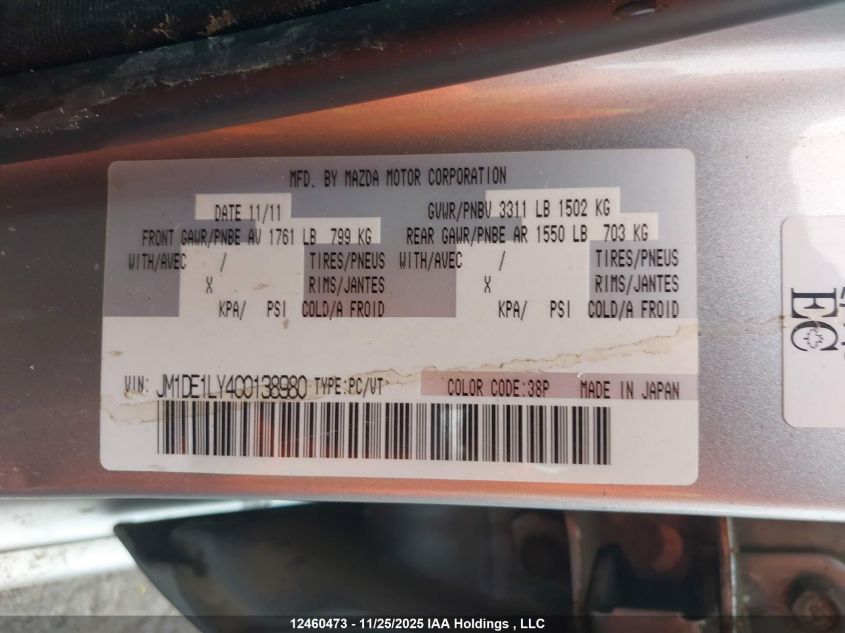 MFD. BY MAZDA MOTOR CORPORATION
DATE 11/11 GVWR/PNBV 3311 LB 1502 KG
FRONT GAWR/PNBE AV 1761 LB 799 KG REAR GAWR/PNBE AR 1550 LB 703 KG
WITH/AVEC / TIRES/PNEUS WITH/AVEC / TIRES/PNEUS
X RIMS/JANTES X RIMS/JANTES
KPA/ PSI COLD/A FROID KPA/ PSI COLD/A FROID
VIN: JM1DE1LY4C0138980 TYPE:PC/VT COLOR CODE:38P MADE IN JAPAN
EC
12460473 - 11/25/2025 IAA Holdings , LLC